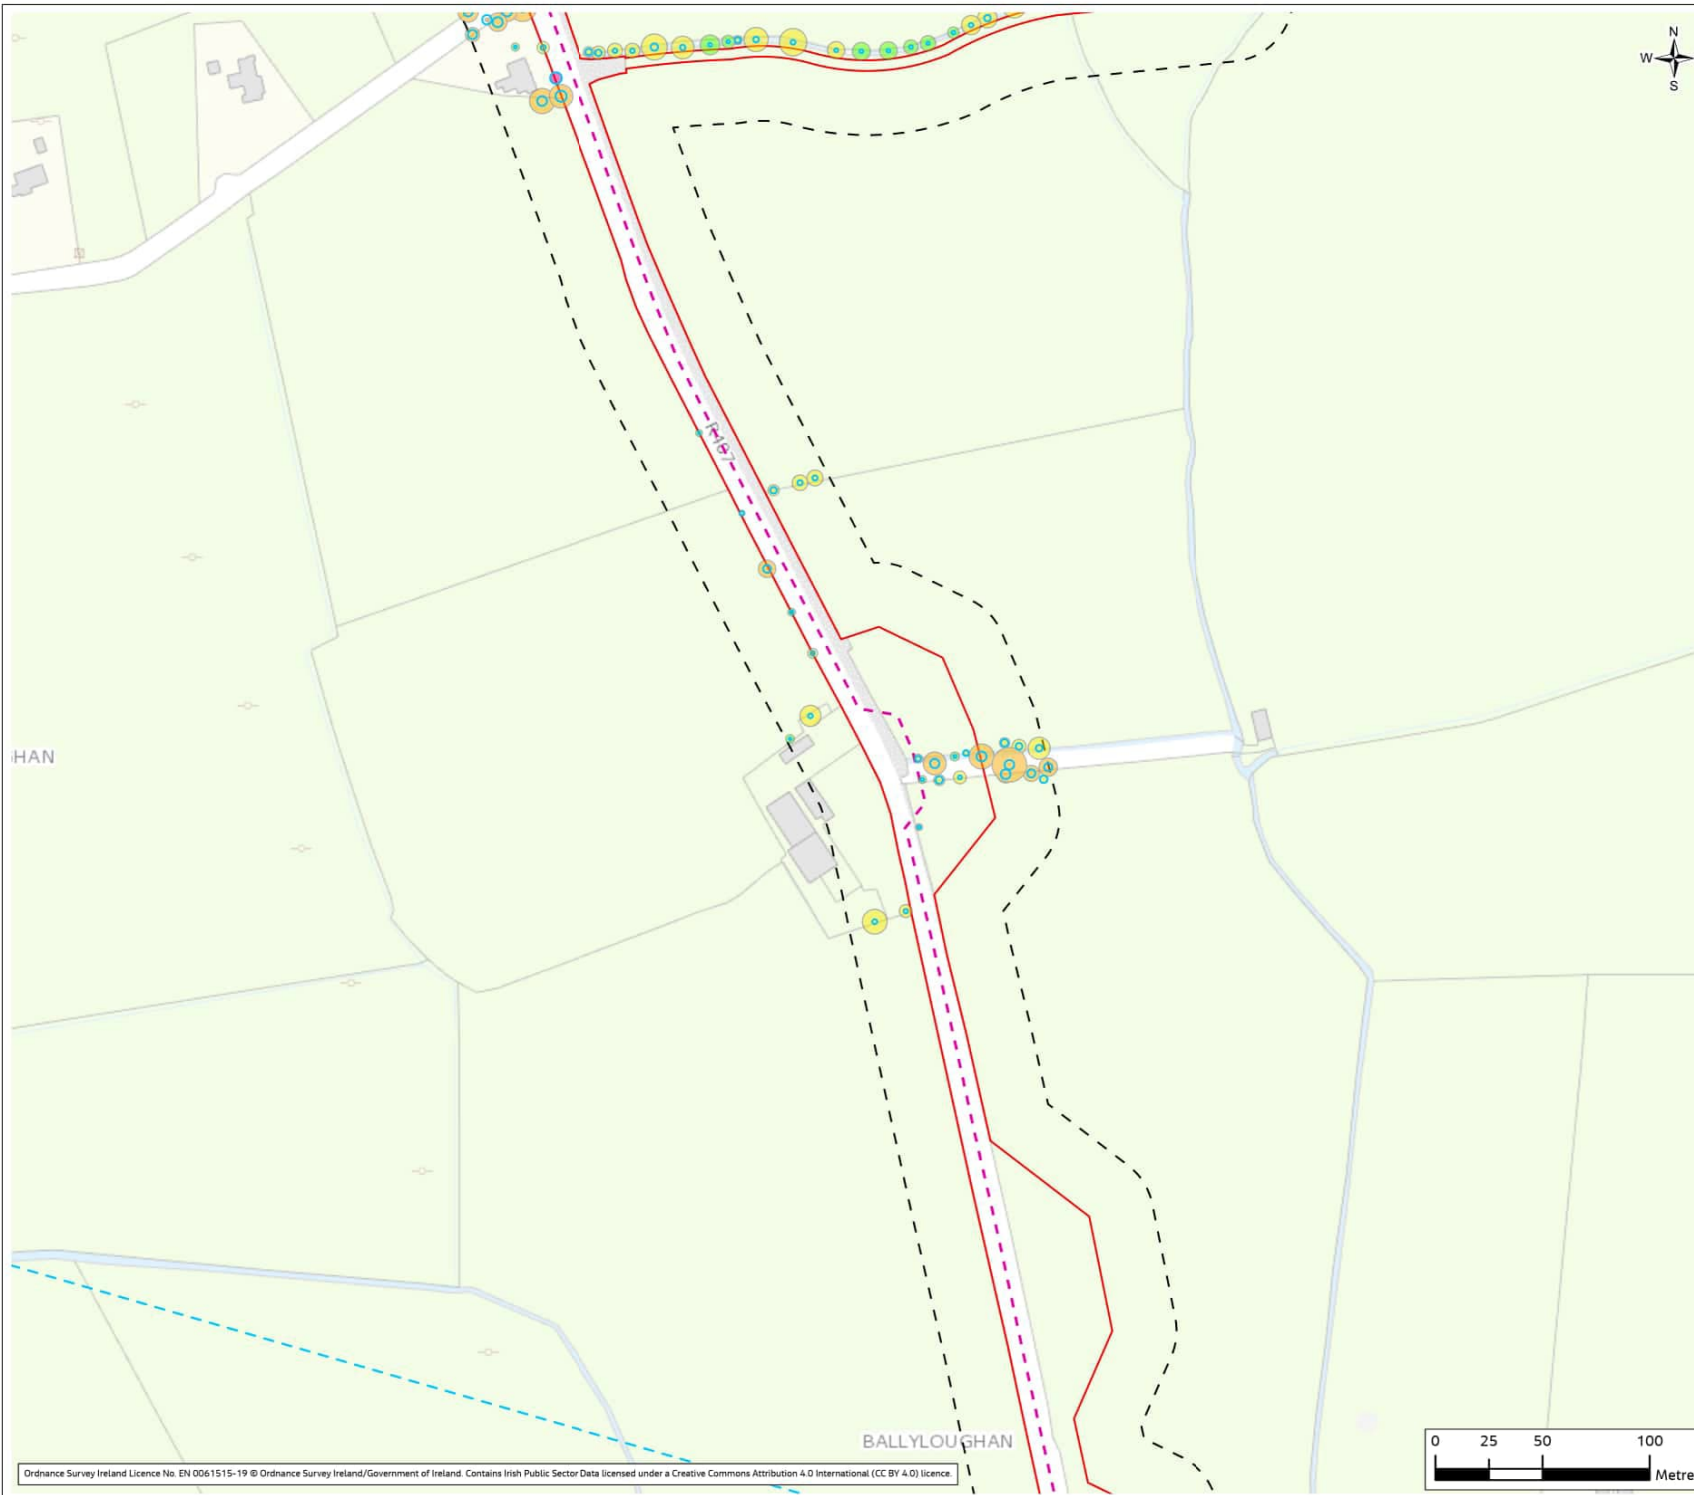 N
W
S
R407
HAN
BALLYLOUGHAN
0 25 50 100
Metre
Ordnance Survey Ireland Licence No. EN 0061515-19 © Ordnance Survey Ireland/Government of Ireland. Contains Irish Public Sector Data licensed under a Creative Commons Attribution 4.0 International (CC BY 4.0) licence.